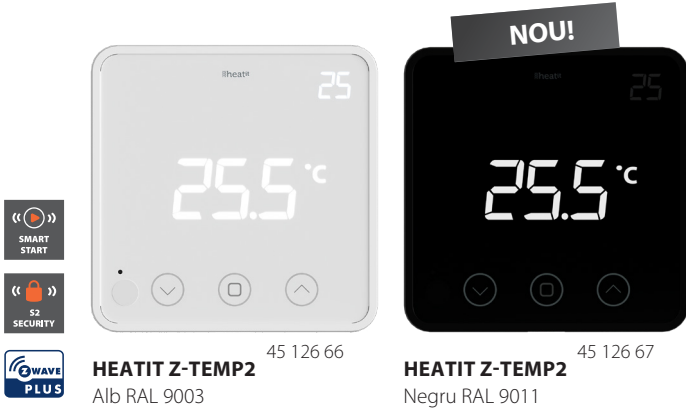 NOU!
heatit
25
25.5 °C
heatit
25
25.5 °C
SMART
START
S2
SECURITY
Z WAVE
PLUS
45 126 66
HEATIT Z-TEMP2
Alb RAL 9003
45 126 67
HEATIT Z-TEMP2
Negru RAL 9011